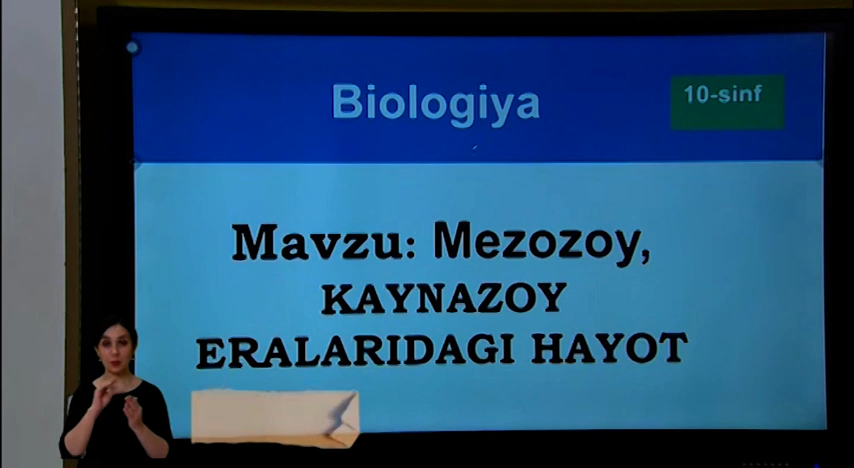 Biologiya
10-sinf
Mavzu: Mezozoy,
KAYNAZOY
ERALARIDAGI HAYOT